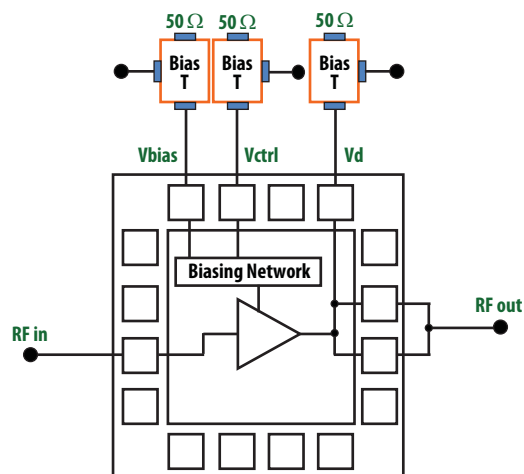 50 Ω 50 Ω 50 Ω
Bias Bias Bias
T T T
Vbias Vctrl Vd
Biasing Network
RF out
RF in